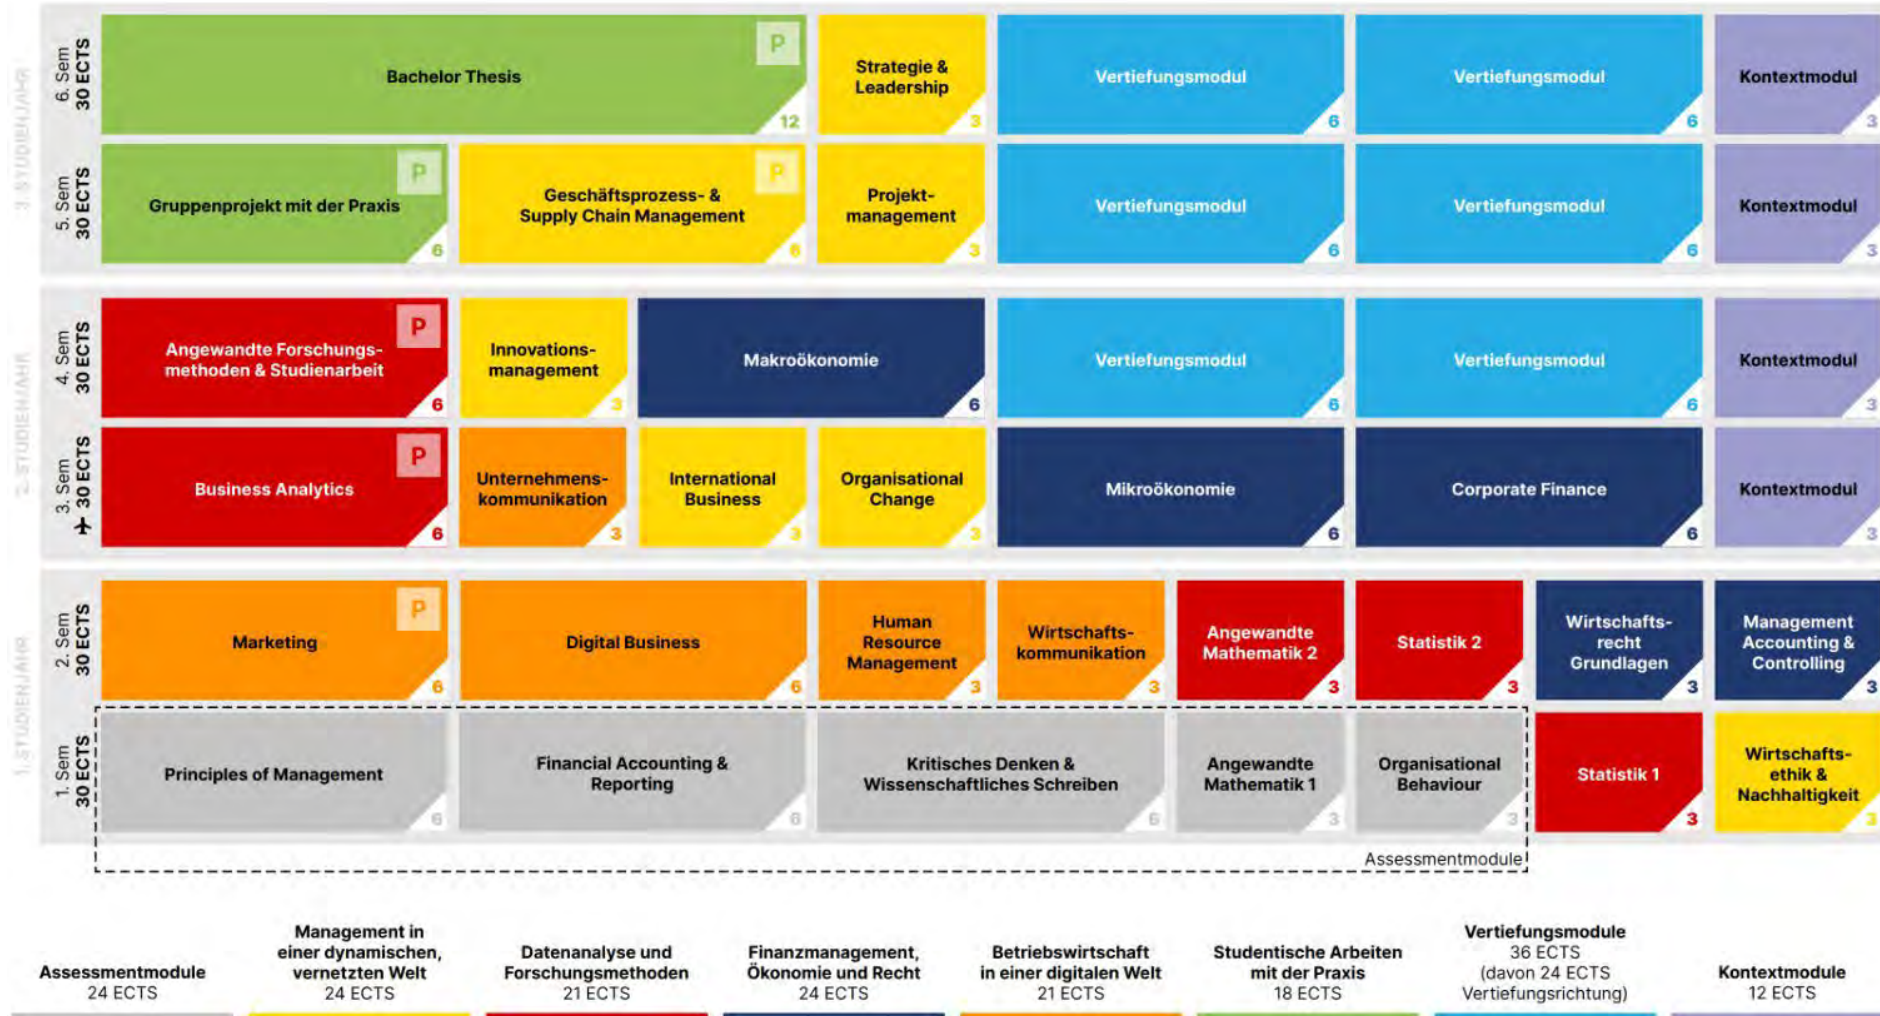 3. STUDIENJAHR
6. Sem
30 ECTS
Bachelor Thesis
P
12
Strategie &
Leadership
3
Vertiefungsmodul
6
Vertiefungsmodul
6
Kontextmodul
3
5. Sem
30 ECTS
Gruppenprojekt mit der Praxis
P
6
Geschäftsprozess- &
Supply Chain Management
P
6
Projekt-
management
3
Vertiefungsmodul
6
Vertiefungsmodul
6
Kontextmodul
3
2. STUDIENJAHR
4. Sem
30 ECTS
Angewandte Forschungs-
methoden & Studienarbeit
P
6
Innovations-
management
3
Makroökonomie
6
Vertiefungsmodul
6
Vertiefungsmodul
6
Kontextmodul
3
3. Sem
30 ECTS
Business Analytics
P
6
Unternehmens-
kommunikation
3
International
Business
3
Organisational
Change
3
Mikroökonomie
6
Corporate Finance
6
Kontextmodul
3
1. STUDIENJAHR
2. Sem
30 ECTS
Marketing
P
6
Digital Business
6
Human
Resource
Management
3
Wirtschafts-
kommunikation
3
Angewandte
Mathematik 2
3
Statistik 2
3
Wirtschafts-
recht
Grundlagen
3
Management
Accounting &
Controlling
3
1. Sem
30 ECTS
Principles of Management
6
Financial Accounting &
Reporting
6
Kritisches Denken &
Wissenschaftliches Schreiben
6
Angewandte
Mathematik 1
3
Organisational
Behaviour
3
Statistik 1
3
Wirtschafts-
ethik &
Nachhaltigkeit
3
Assessmentmodule
Assessmentmodule
24 ECTS
Management in
einer dynamischen,
vernetzten Welt
24 ECTS
Datenanalyse und
Forschungsmethoden
21 ECTS
Finanzmanagement,
Ökonomie und Recht
24 ECTS
Betriebswirtschaft
in einer digitalen Welt
21 ECTS
Studentische Arbeiten
mit der Praxis
18 ECTS
Vertiefungsmodule
36 ECTS
(davon 24 ECTS
Vertiefungsrichtung)
Kontextmodule
12 ECTS